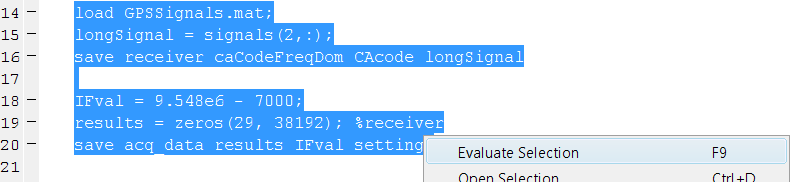 14 – load GPSSignals.mat;
15 – longSignal = signals(2,:);
16 – save receiver caCodeFreqDom CAcode longSignal
17
18 – IFval = 9.548e6 - 7000;
19 – results = zeros(29, 38192); %receiver
20 – save acq_data results IFval setting
21
Evaluate Selection F9
Open Selection Ctrl+D